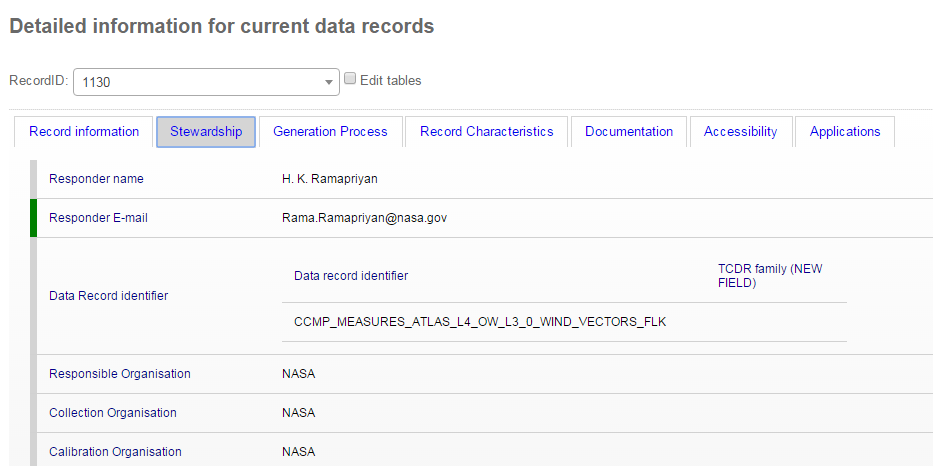 Detailed information for current data records
RecordID: 1130 Edit tables
Record information Stewardship Generation Process Record Characteristics Documentation Accessibility Applications
Responder name H. K. Ramapriyan
Responder E-mail Rama.Ramapriyan@nasa.gov
Data Record identifier
Data record identifier
TCDR family (NEW
FIELD)
CCMP_MEASURES_ATLAS_L4_OW_L3_0_WIND_VECTORS_FLK
Responsible Organisation NASA
Collection Organisation NASA
Calibration Organisation NASA